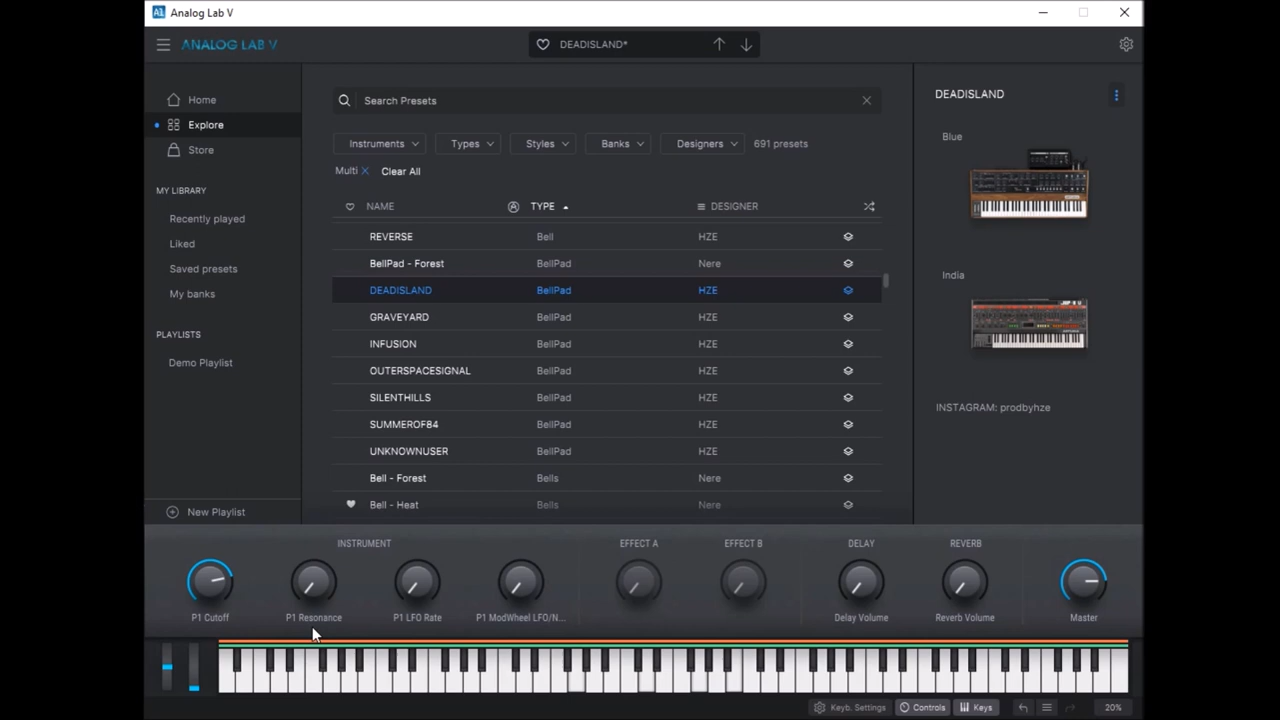 Analog Lab V
ANALOG LAB V
DEADISLAND*
Home
Explore
Store
MY LIBRARY
Recently played
Liked
Saved presets
My banks
PLAYLISTS
Demo Playlist
New Playlist
Search Presets
Instruments Types Styles Banks Designers 691 presets
Multi Clear All
NAME TYPE DESIGNER
REVERSE Bell HZE
BellPad - Forest BellPad Nere
DEADISLAND BellPad HZE
GRAVEYARD BellPad HZE
INFUSION BellPad HZE
OUTERSPACESIGNAL BellPad HZE
SILENTHILLS BellPad HZE
SUMMEROF84 BellPad HZE
UNKNOWNUSER BellPad HZE
Bell - Forest Bells Nere
Bell - Heat Bells Nere
DEADISLAND
Blue
India
INSTAGRAM: prodbyhze
INSTRUMENT EFFECT A EFFECT B DELAY REVERB
P1 Cutoff P1 Resonance P1 LFO Rate P1 ModWheel LFO/N... Delay Volume Reverb Volume Master
Keyb. Settings Controls Keys 20%